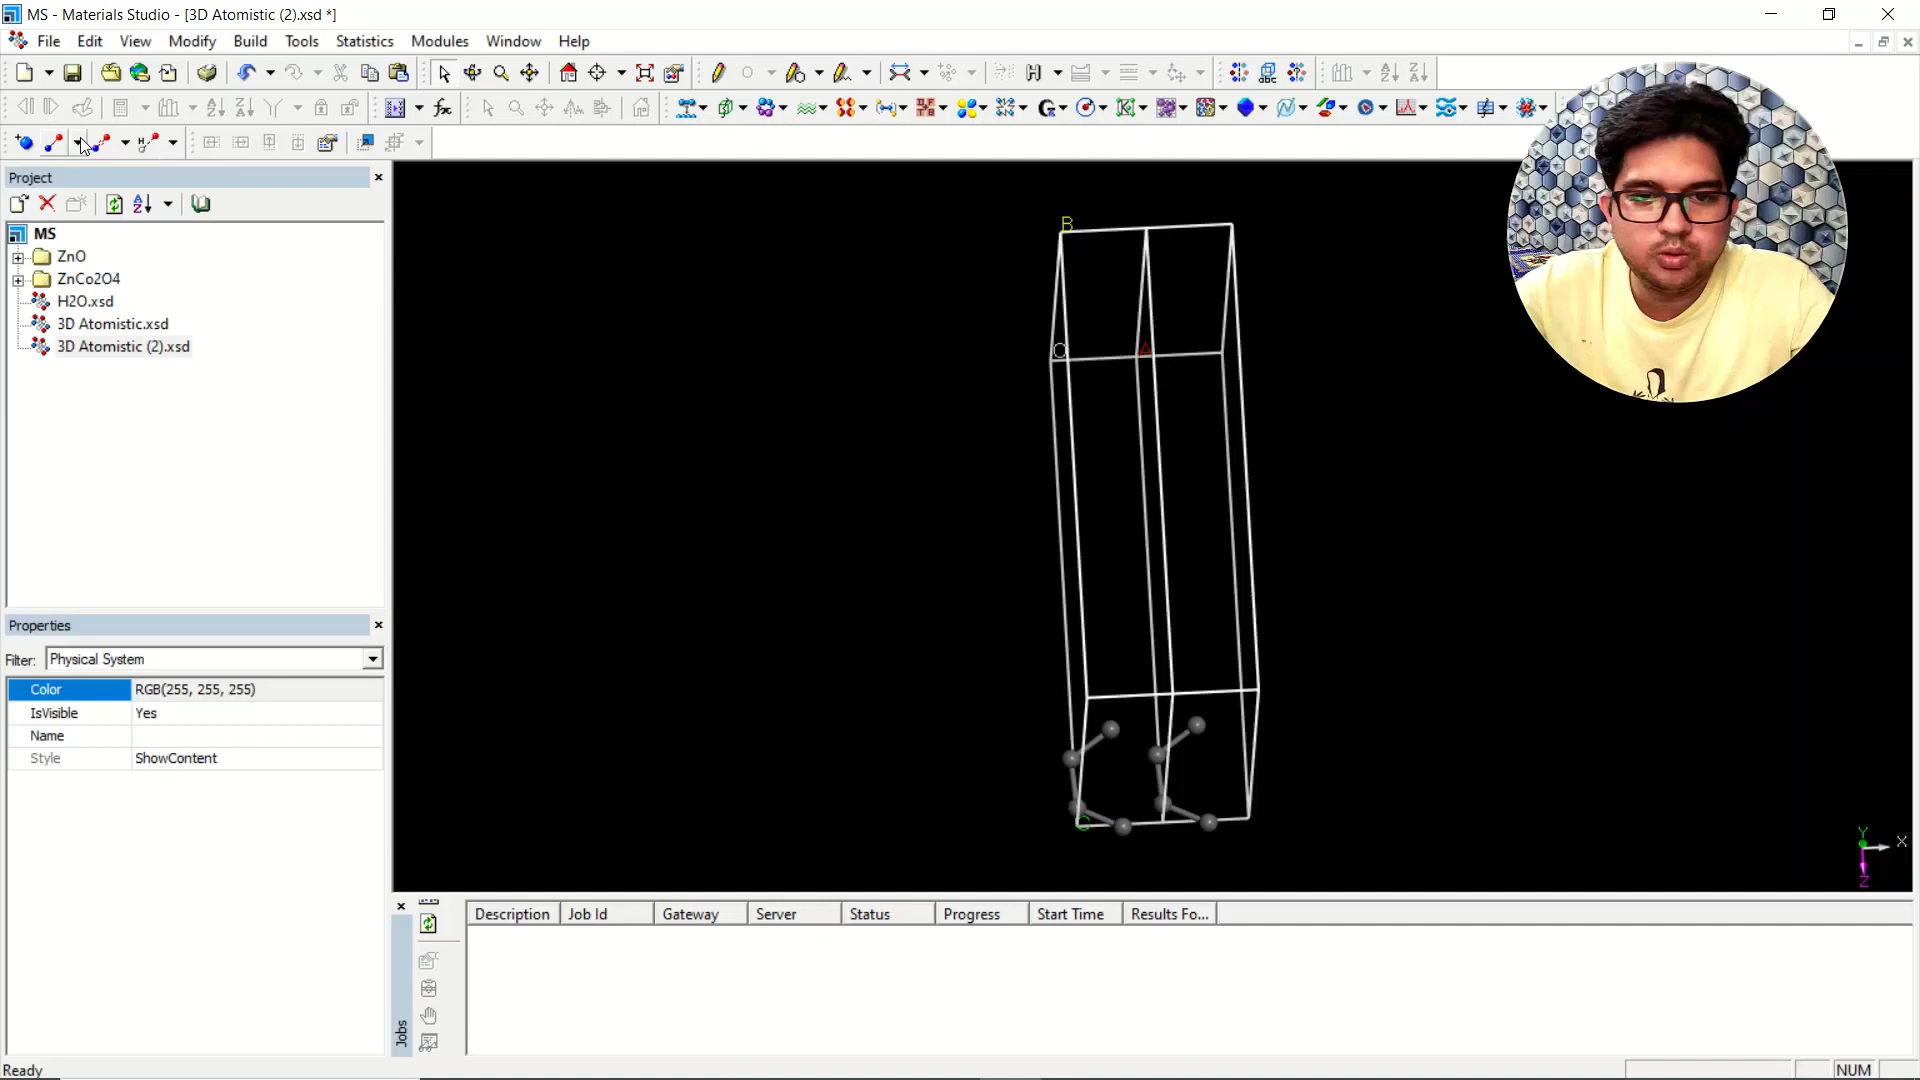 MS - Materials Studio - [3D Atomistic (2).xsd *]
File Edit View Modify Build Tools Statistics Modules Window Help
Project
MS
ZnO
ZnCo2O4
H2O.xsd
3D Atomistic.xsd
3D Atomistic (2).xsd
B
O A
C
Properties
Filter: Physical System
Color RGB(255, 255, 255)
IsVisible Yes
Name
Style ShowContent
Y
X
Z
Description Job Id Gateway Server Status Progress Start Time Results Fo...
Jobs
Ready NUM